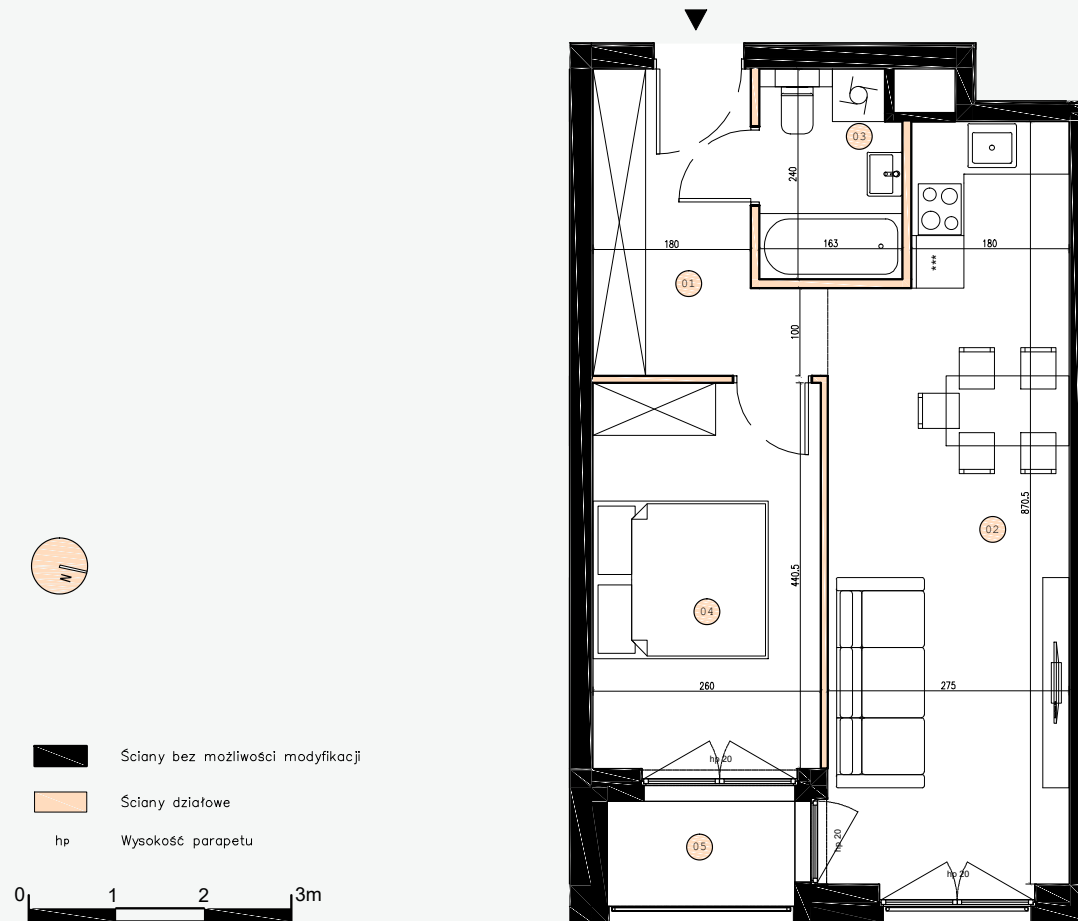 03
240
180
163
180
***
01
100
870.5
02
440.5
04
260
275
hp 20
N
Ściany bez możliwości modyfikacji
Ściany działowe
hp Wysokość parapetu
05
hp 20
hp 20
0 1 2 3m